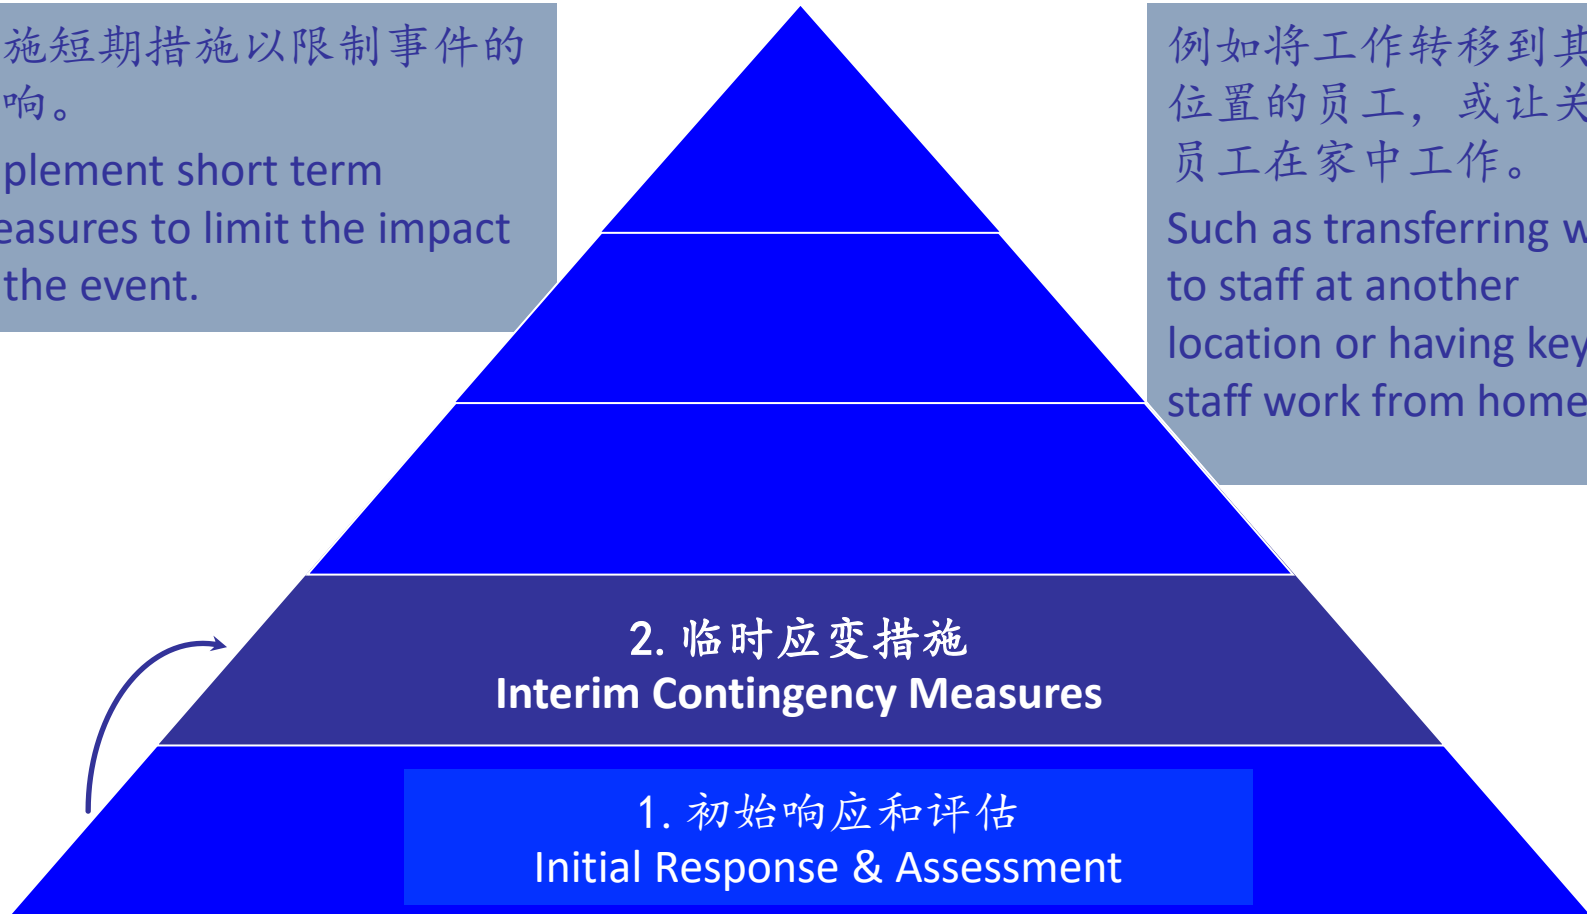 施短期措施以限制事件的
响。
plement short term
easures to limit the impact
the event.
例如将工作转移到其
位置的员工，或让关
员工在家中工作。
Such as transferring w
to staff at another
location or having key
staff work from home
2. 临时应变措施
Interim Contingency Measures
1. 初始响应和评估
Initial Response & Assessment